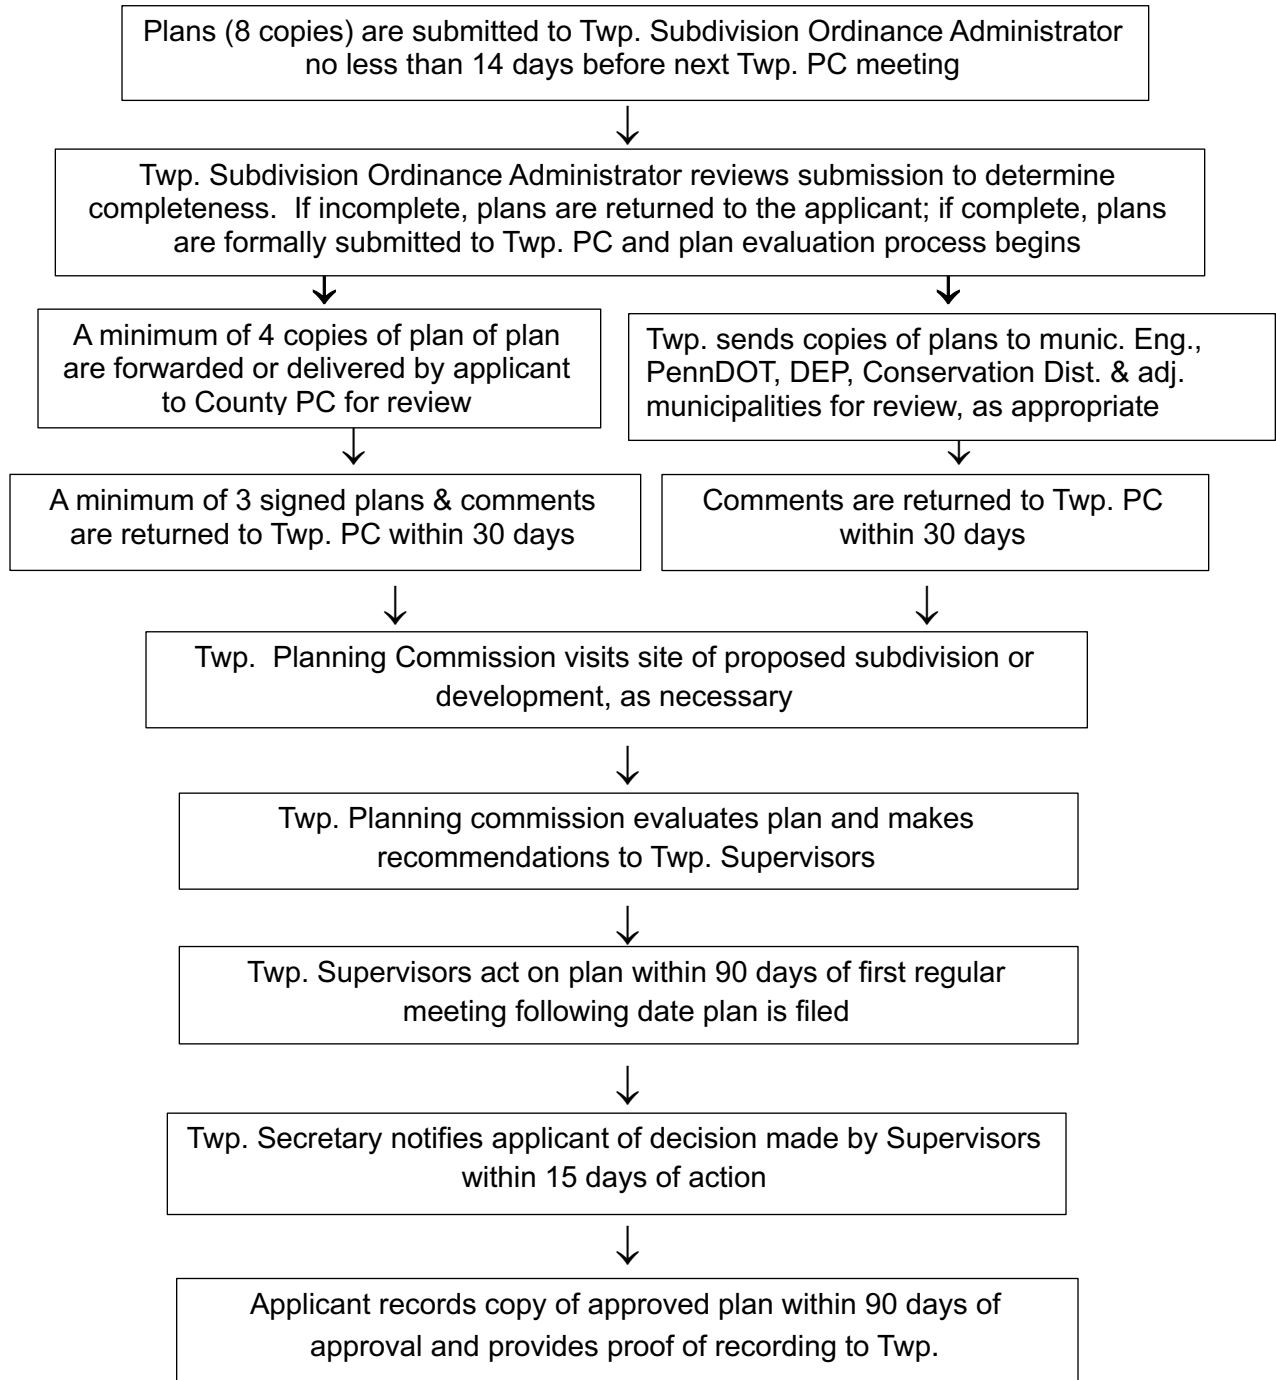 Plans (8 copies) are submitted to Twp. Subdivision Ordinance Administrator
no less than 14 days before next Twp. PC meeting
Twp. Subdivision Ordinance Administrator reviews submission to determine
completeness. If incomplete, plans are returned to the applicant; if complete, plans
are formally submitted to Twp. PC and plan evaluation process begins
A minimum of 4 copies of plan of plan
are forwarded or delivered by applicant
to County PC for review
Twp. sends copies of plans to munic. Eng.,
PennDOT, DEP, Conservation Dist. & adj.
municipalities for review, as appropriate
A minimum of 3 signed plans & comments
are returned to Twp. PC within 30 days
Comments are returned to Twp. PC
within 30 days
Twp. Planning Commission visits site of proposed subdivision or
development, as necessary
Twp. Planning commission evaluates plan and makes
recommendations to Twp. Supervisors
Twp. Supervisors act on plan within 90 days of first regular
meeting following date plan is filed
Twp. Secretary notifies applicant of decision made by Supervisors
within 15 days of action
Applicant records copy of approved plan within 90 days of
approval and provides proof of recording to Twp.